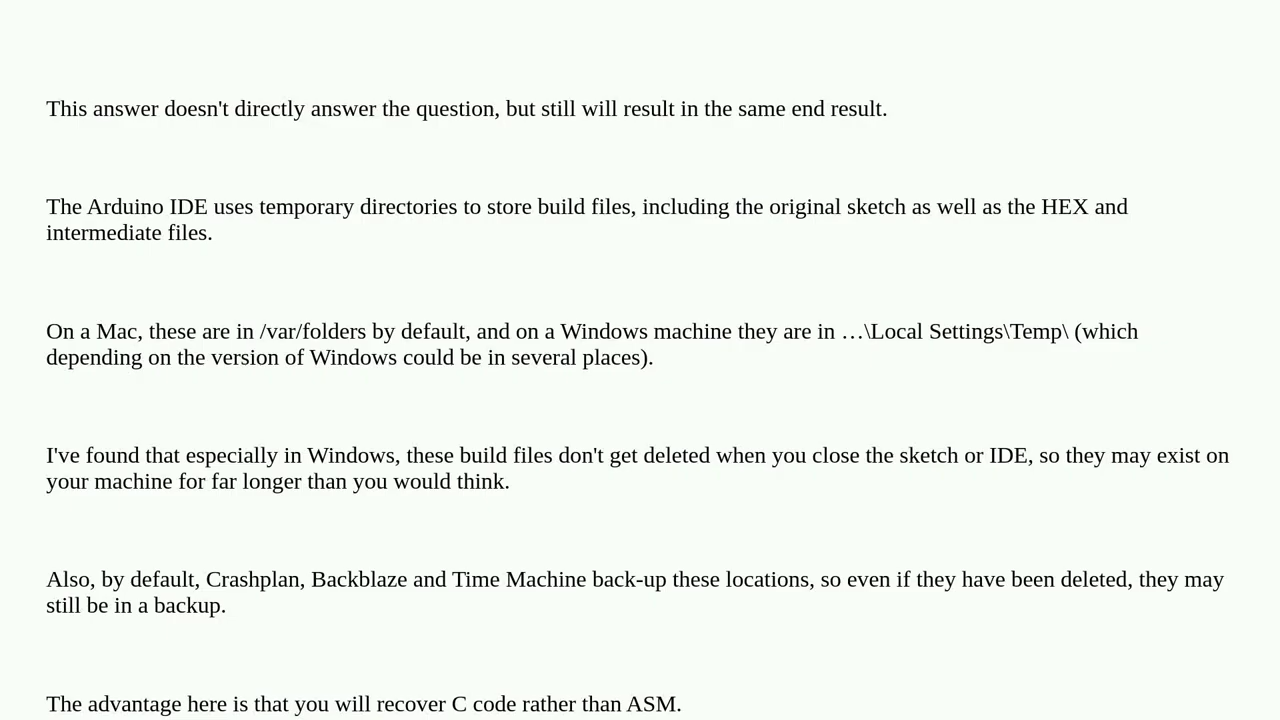 This answer doesn't directly answer the question, but still will result in the same end result.
The Arduino IDE uses temporary directories to store build files, including the original sketch as well as the HEX and
intermediate files.
On a Mac, these are in /var/folders by default, and on a Windows machine they are in …\Local Settings\Temp\ (which
depending on the version of Windows could be in several places).
I've found that especially in Windows, these build files don't get deleted when you close the sketch or IDE, so they may exist on
your machine for far longer than you would think.
Also, by default, Crashplan, Backblaze and Time Machine back-up these locations, so even if they have been deleted, they may
still be in a backup.
The advantage here is that you will recover C code rather than ASM.